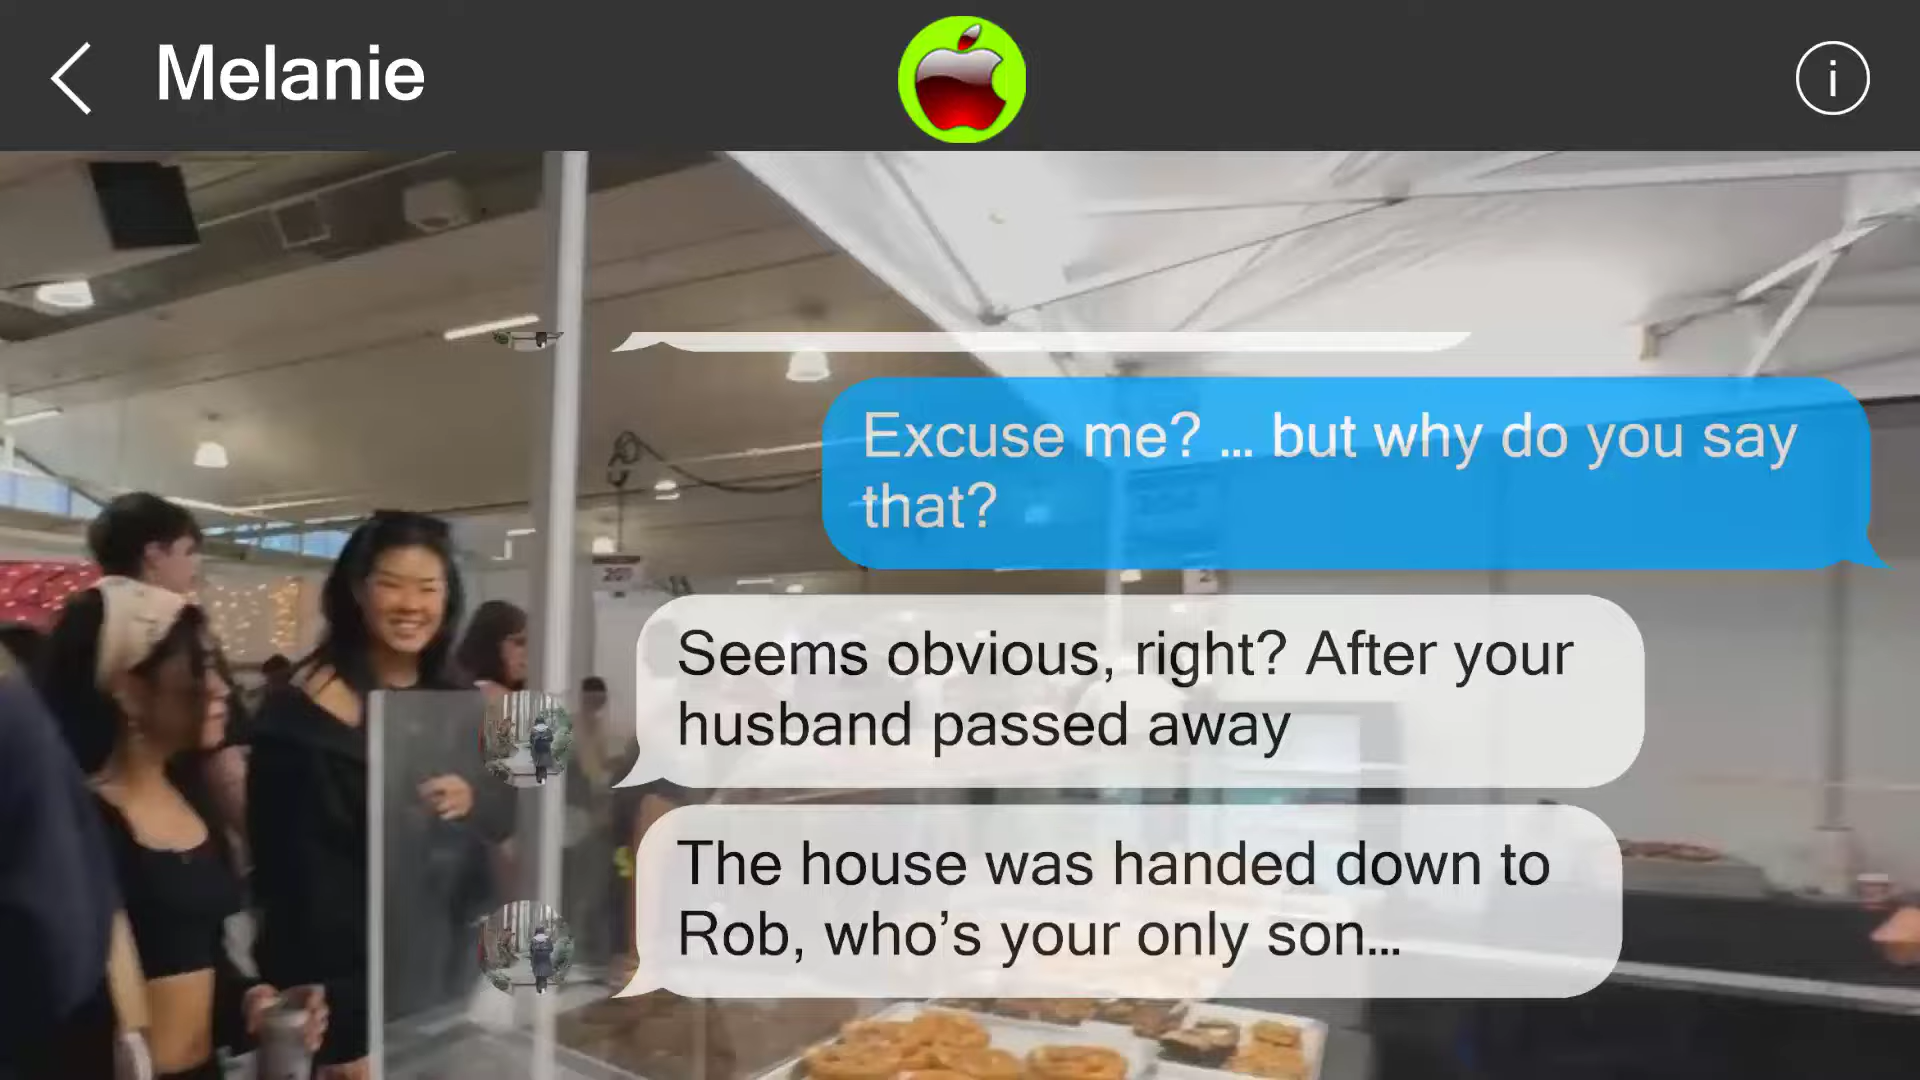 Melanie
Excuse me? ... but why do you say
that?
Seems obvious, right? After your
husband passed away
The house was handed down to
Rob, who’s your only son...